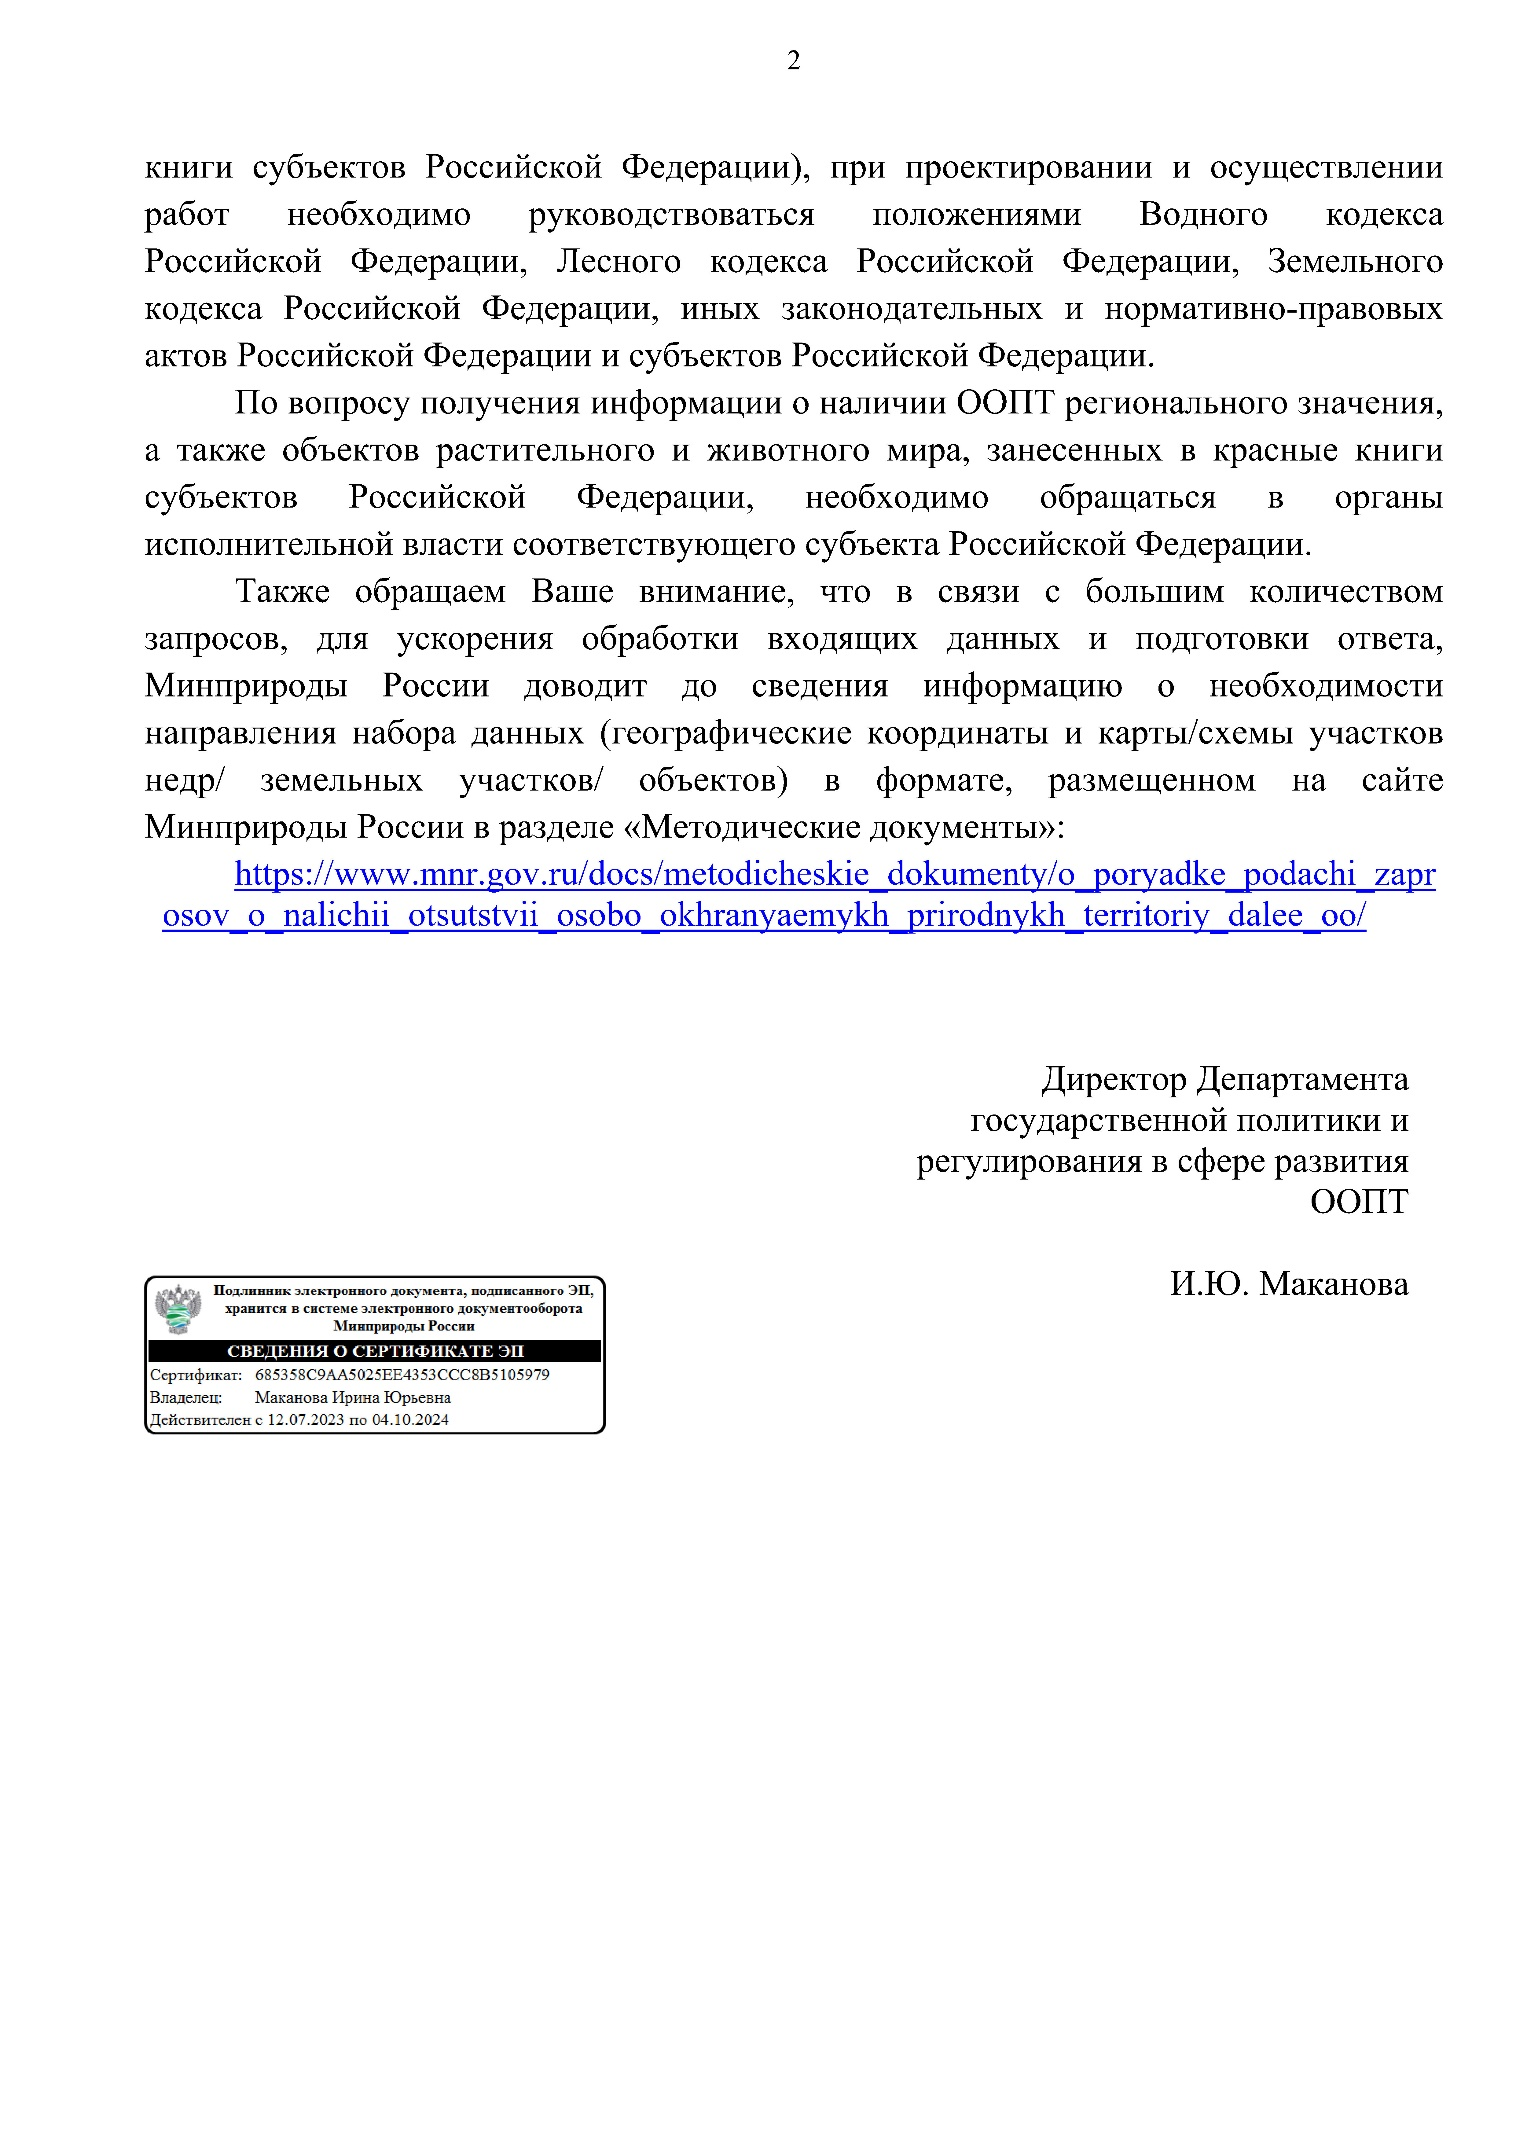 2
книги субъектов Российской Федерации), при проектировании и осуществлении
работ необходимо руководствоваться положениями Водного кодекса
Российской Федерации, Лесного кодекса Российской Федерации, Земельного
кодекса Российской Федерации, иных законодательных и нормативно-правовых
актов Российской Федерации и субъектов Российской Федерации.
По вопросу получения информации о наличии ООПТ регионального значения,
а также объектов растительного и животного мира, занесенных в красные книги
субъектов Российской Федерации, необходимо обращаться в органы
исполнительной власти соответствующего субъекта Российской Федерации.
Также обращаем Ваше внимание, что в связи с большим количеством
запросов, для ускорения обработки входящих данных и подготовки ответа,
Минприроды России доводит до сведения информацию о необходимости
направления набора данных (географические координаты и карты/схемы участков
недр/ земельных участков/ объектов) в формате, размещенном на сайте
Минприроды России в разделе «Методические документы»:
https://www.mnr.gov.ru/docs/metodicheskie_dokumenty/o_poryadke_podachi_zapr
osov_o_nalichii_otsutstvii_osobo_okhranyaemykh_prirodnykh_territoriy_dalee_oo/
Директор Департамента
государственной политики и
регулирования в сфере развития
ООПТ
И.Ю. Маканова
Подлинник электронного документа, подписанного ЭП,
хранится в системе электронного документооборота
Минприроды России
СВЕДЕНИЯ О СЕРТИФИКАТЕ ЭП
Сертификат: 685358C9AA5025EE4353CCC8B5105979
Владелец: Маканова Ирина Юрьевна
Действителен с 12.07.2023 по 04.10.2024